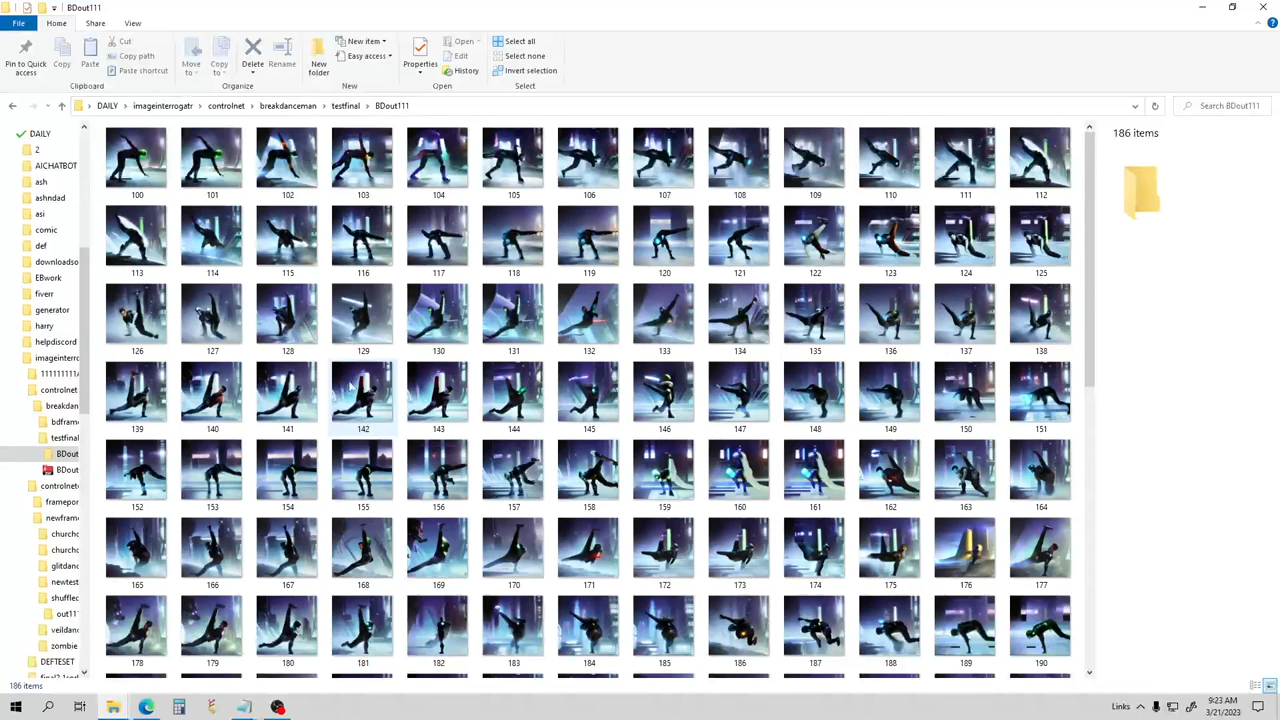 BDout111
File Home Share View
Pin to Quick access
Copy
Paste
Cut
Copy path
Paste shortcut
Clipboard
Move to
Copy to
Delete
Rename
Organize
New folder
New item
Easy access
New
Properties
Open
Edit
History
Open
Select all
Select none
Invert selection
Select
DAILY > imageinterrogatr > controlnet > breakdanceman > testfinal > BDout111
Search BDout111
DAILY
2
AICHATBOT
ash
ashndad
asi
comic
def
downloadso
EBwork
fiverr
generator
harry
helpdiscord
imageinterro
111111111
controlnet
breakdan
bdframe
testfinal
BDout
BDout
controlnet
framepor
newfram
churchc
churchc
glitdanc
newtes
shuffled
out11
veildanc
zombie
DEFTESET
100 101 102 103 104 105 106 107 108 109 110 111 112
113 114 115 116 117 118 119 120 121 122 123 124 125
126 127 128 129 130 131 132 133 134 135 136 137 138
139 140 141 142 143 144 145 146 147 148 149 150 151
152 153 154 155 156 157 158 159 160 161 162 163 164
165 166 167 168 169 170 171 172 173 174 175 176 177
178 179 180 181 182 183 184 185 186 187 188 189 190
186 items
186 items
Links
9:23 AM
3/21/2023